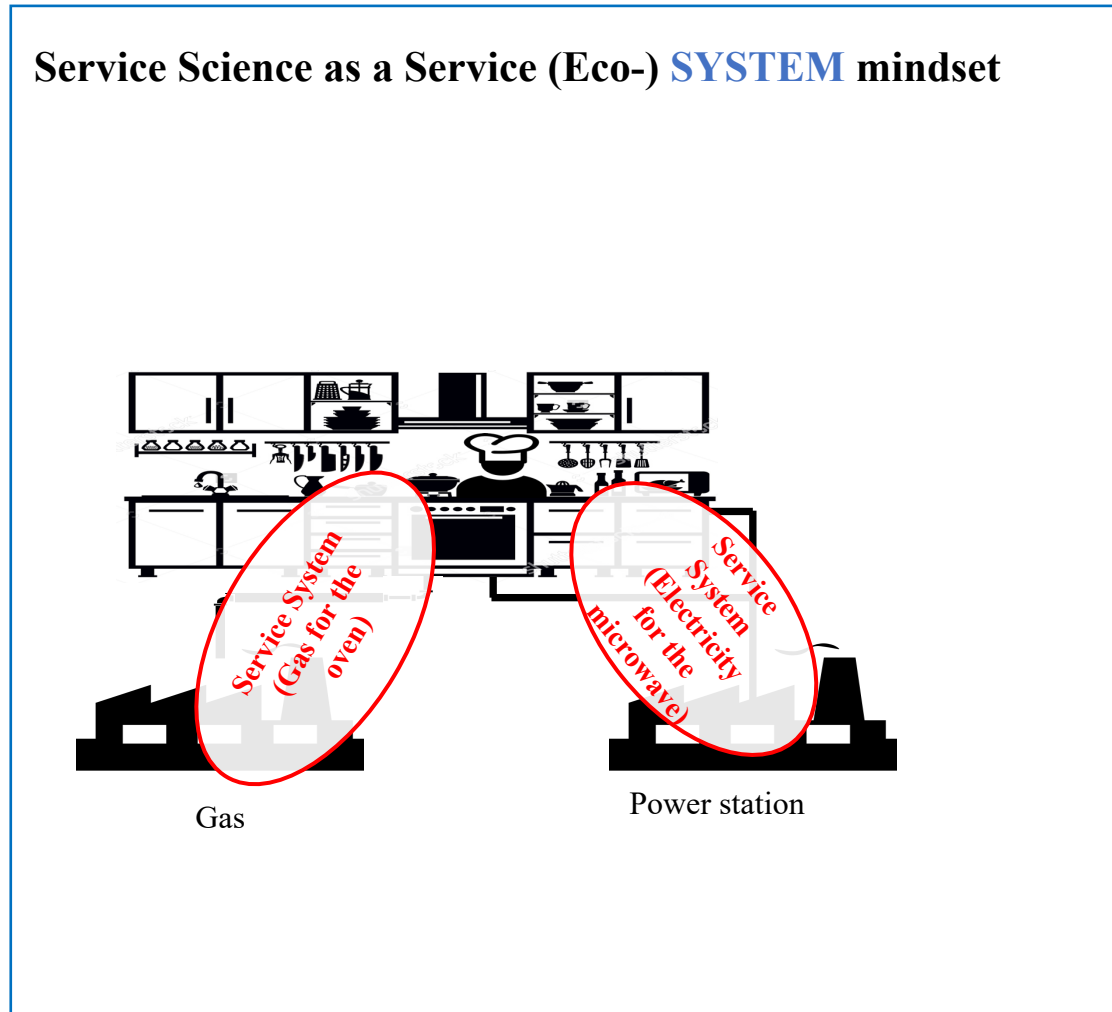 Service Science as a Service (Eco-) SYSTEM mindset
Service System
(Gas for the
oven)
Service
System
(Electricity
for the
microwave)
Gas
Power station